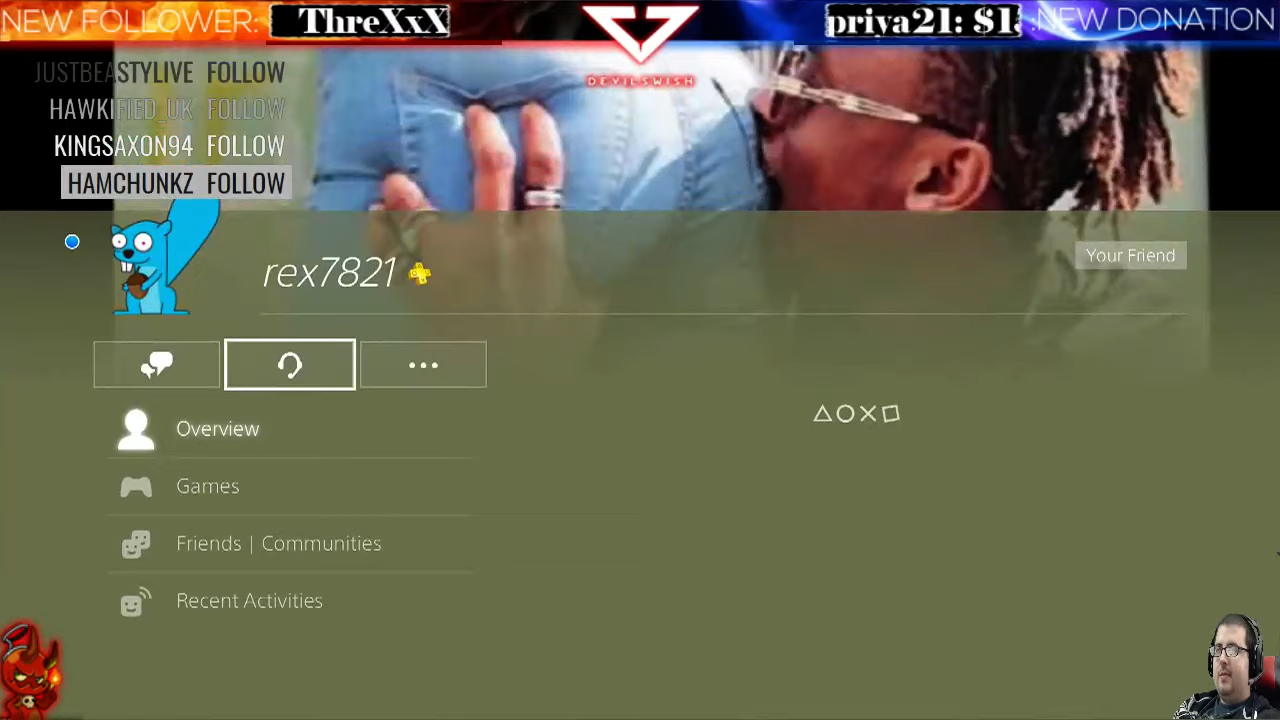 NEW FOLLOWER: ThreXxX
priya21: $1 :NEW DONATION
DEVILSWISH
JUSTBEASTYLIVE FOLLOW
HAWKIFIED_UK FOLLOW
KINGSAXON94 FOLLOW
HAMCHUNKZ FOLLOW
rex7821
Your Friend
Overview
Games
Friends | Communities
Recent Activities